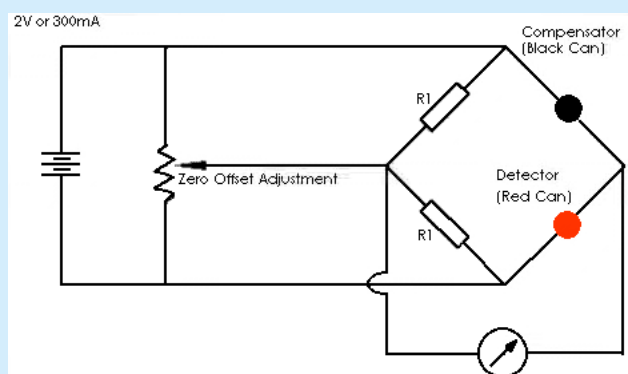 2V or 300mA
Compensator
(Black Can)
R1
Zero Offset Adjustment
Detector
(Red Can)
R1